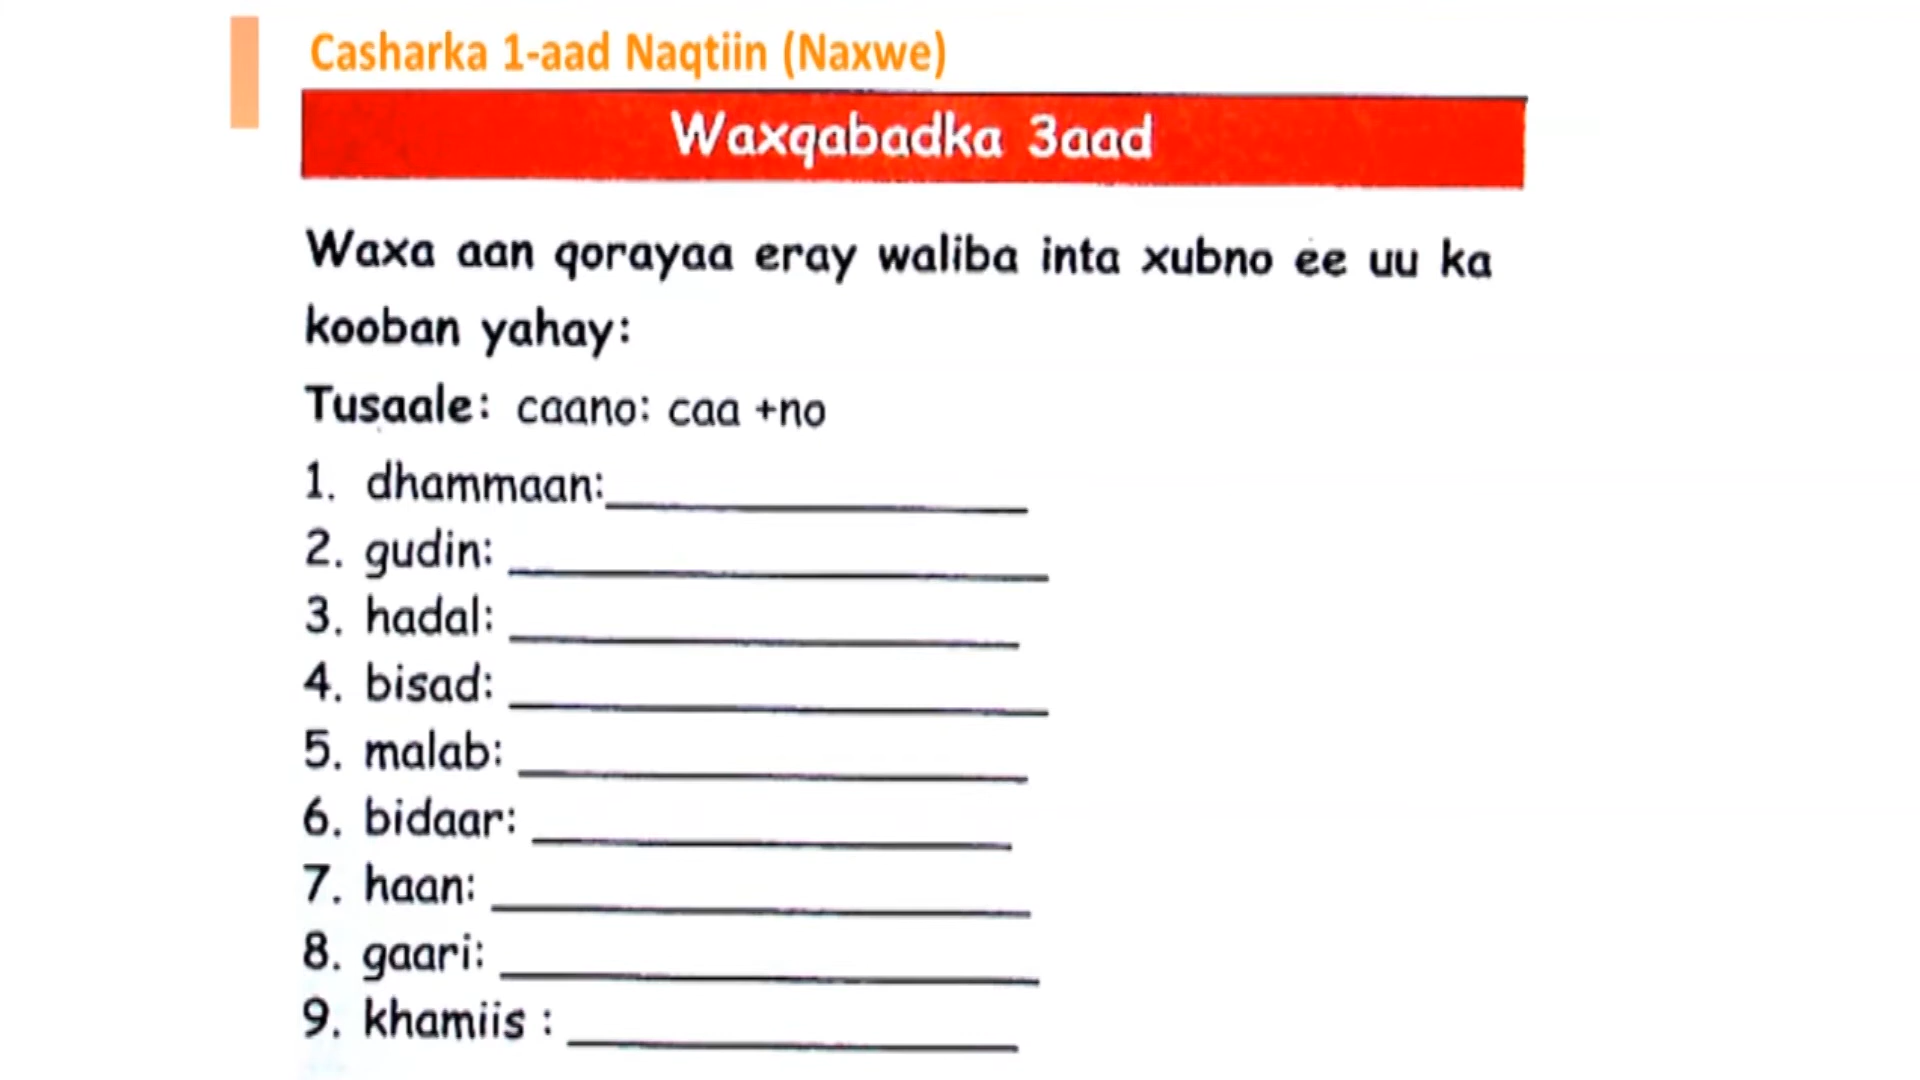 Casharka 1-aad Naqtiin (Naxwe)
Waxqabadka 3aad
Waxa aan qorayaa eray waliba inta xubno ee uu ka
kooban yahay:
Tusaale: caano: caa +no
1. dhammaan:
2. gudin:
3. hadal:
4. bisad:
5. malab:
6. bidaar:
7. haan:
8. gaari:
9. khamiis :